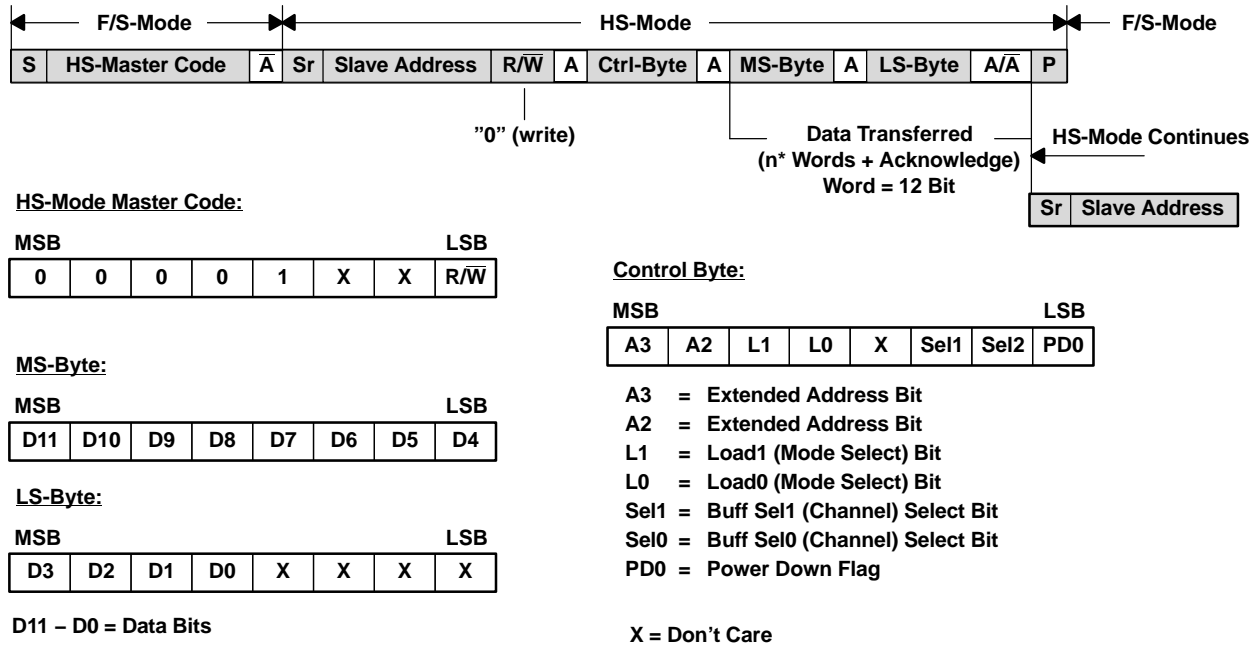 F/S-Mode HS-Mode F/S-Mode
S HS-Master Code A̅ Sr Slave Address R/W̅ A Ctrl-Byte A MS-Byte A LS-Byte A/A̅ P
”0” (write)
Data Transferred
(n* Words + Acknowledge)
Word = 12 Bit
HS-Mode Continues
Sr Slave Address
HS-Mode Master Code:
MSB LSB
0 0 0 0 1 X X R/W̅
MS-Byte:
MSB LSB
D11 D10 D9 D8 D7 D6 D5 D4
LS-Byte:
MSB LSB
D3 D2 D1 D0 X X X X
D11 – D0 = Data Bits
Control Byte:
MSB LSB
A3 A2 L1 L0 X Sel1 Sel2 PD0
A3 = Extended Address Bit
A2 = Extended Address Bit
L1 = Load1 (Mode Select) Bit
L0 = Load0 (Mode Select) Bit
Sel1 = Buff Sel1 (Channel) Select Bit
Sel0 = Buff Sel0 (Channel) Select Bit
PD0 = Power Down Flag
X = Don’t Care